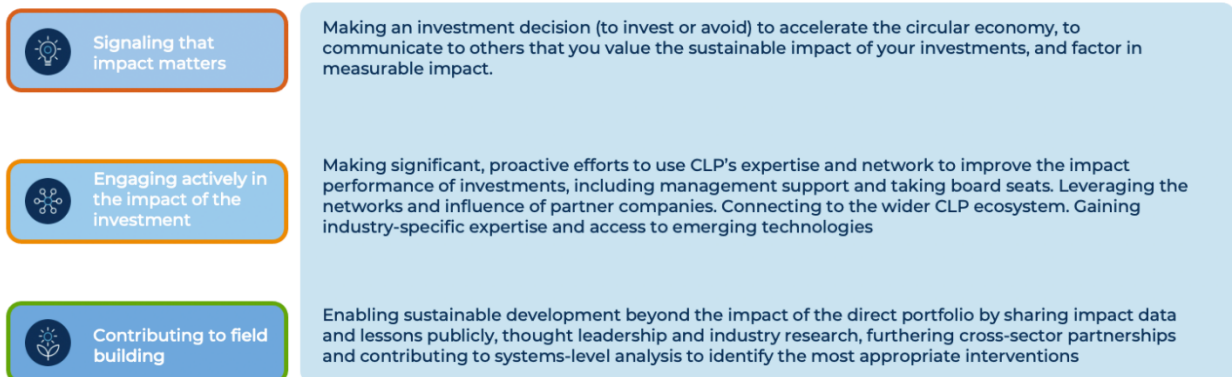 Signaling that
impact matters
Making an investment decision (to invest or avoid) to accelerate the circular economy, to
communicate to others that you value the sustainable impact of your investments, and factor in
measurable impact.
Engaging actively in
the impact of the
investment
Making significant, proactive efforts to use CLP's expertise and network to improve the impact
performance of investments, including management support and taking board seats. Leveraging the
networks and influence of partner companies. Connecting to the wider CLP ecosystem. Gaining
industry-specific expertise and access to emerging technologies
Contributing to field
building
Enabling sustainable development beyond the impact of the direct portfolio by sharing impact data
and lessons publicly, thought leadership and industry research, furthering cross-sector partnerships
and contributing to systems-level analysis to identify the most appropriate interventions